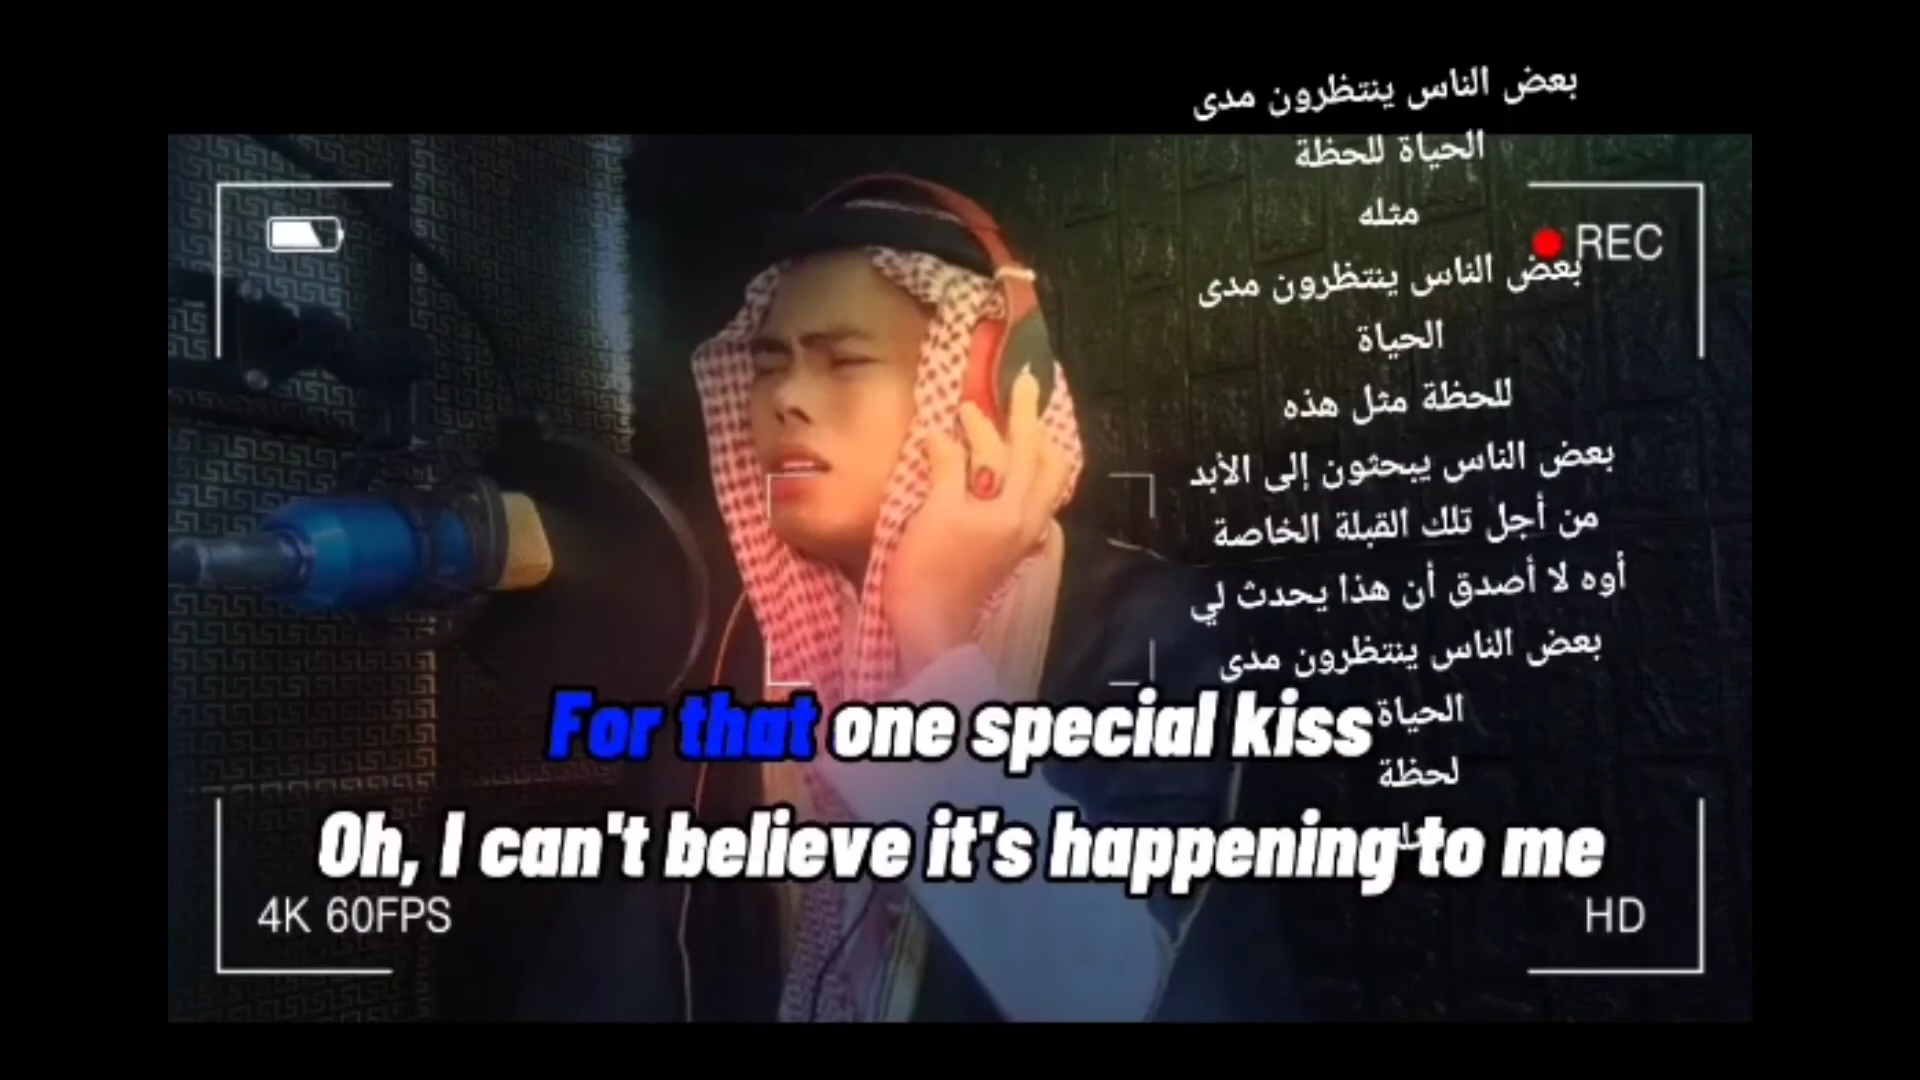 بعض الناس ينتظرون مدى
الحياة للحظة
مثله
REC
بعض الناس ينتظرون مدى
الحياة
للحظة مثل هذه
بعض الناس يبحثون إلى الأبد
من أجل تلك القبلة الخاصة
أوه لا أصدق أن هذا يحدث لي
بعض الناس ينتظرون مدى
الحياة
لحظة
For that one special kiss
Oh, I can't believe it's happening to me
4K 60FPS
HD